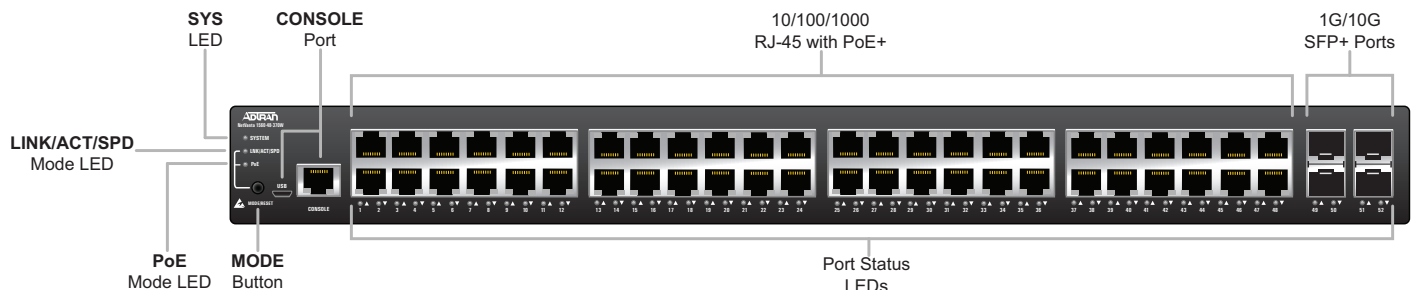 SYS
LED
CONSOLE
Port
10/100/1000
RJ-45 with PoE+
1G/10G
SFP+ Ports
ADTRAN
NetVanta 1560-48-370W
SYSTEM
LINK/ACT/SPD
PoE
USB
MODE/RESET
CONSOLE
LINK/ACT/SPD
Mode LED
1 2 3 4 5 6 7 8 9 10 11 12
13 14 15 16 17 18 19 20 21 22 23 24
25 26 27 28 29 30 31 32 33 34 35 36
37 38 39 40 41 42 43 44 45 46 47 48
49 50
51 52
PoE
Mode LED
MODE
Button
Port Status
LEDs